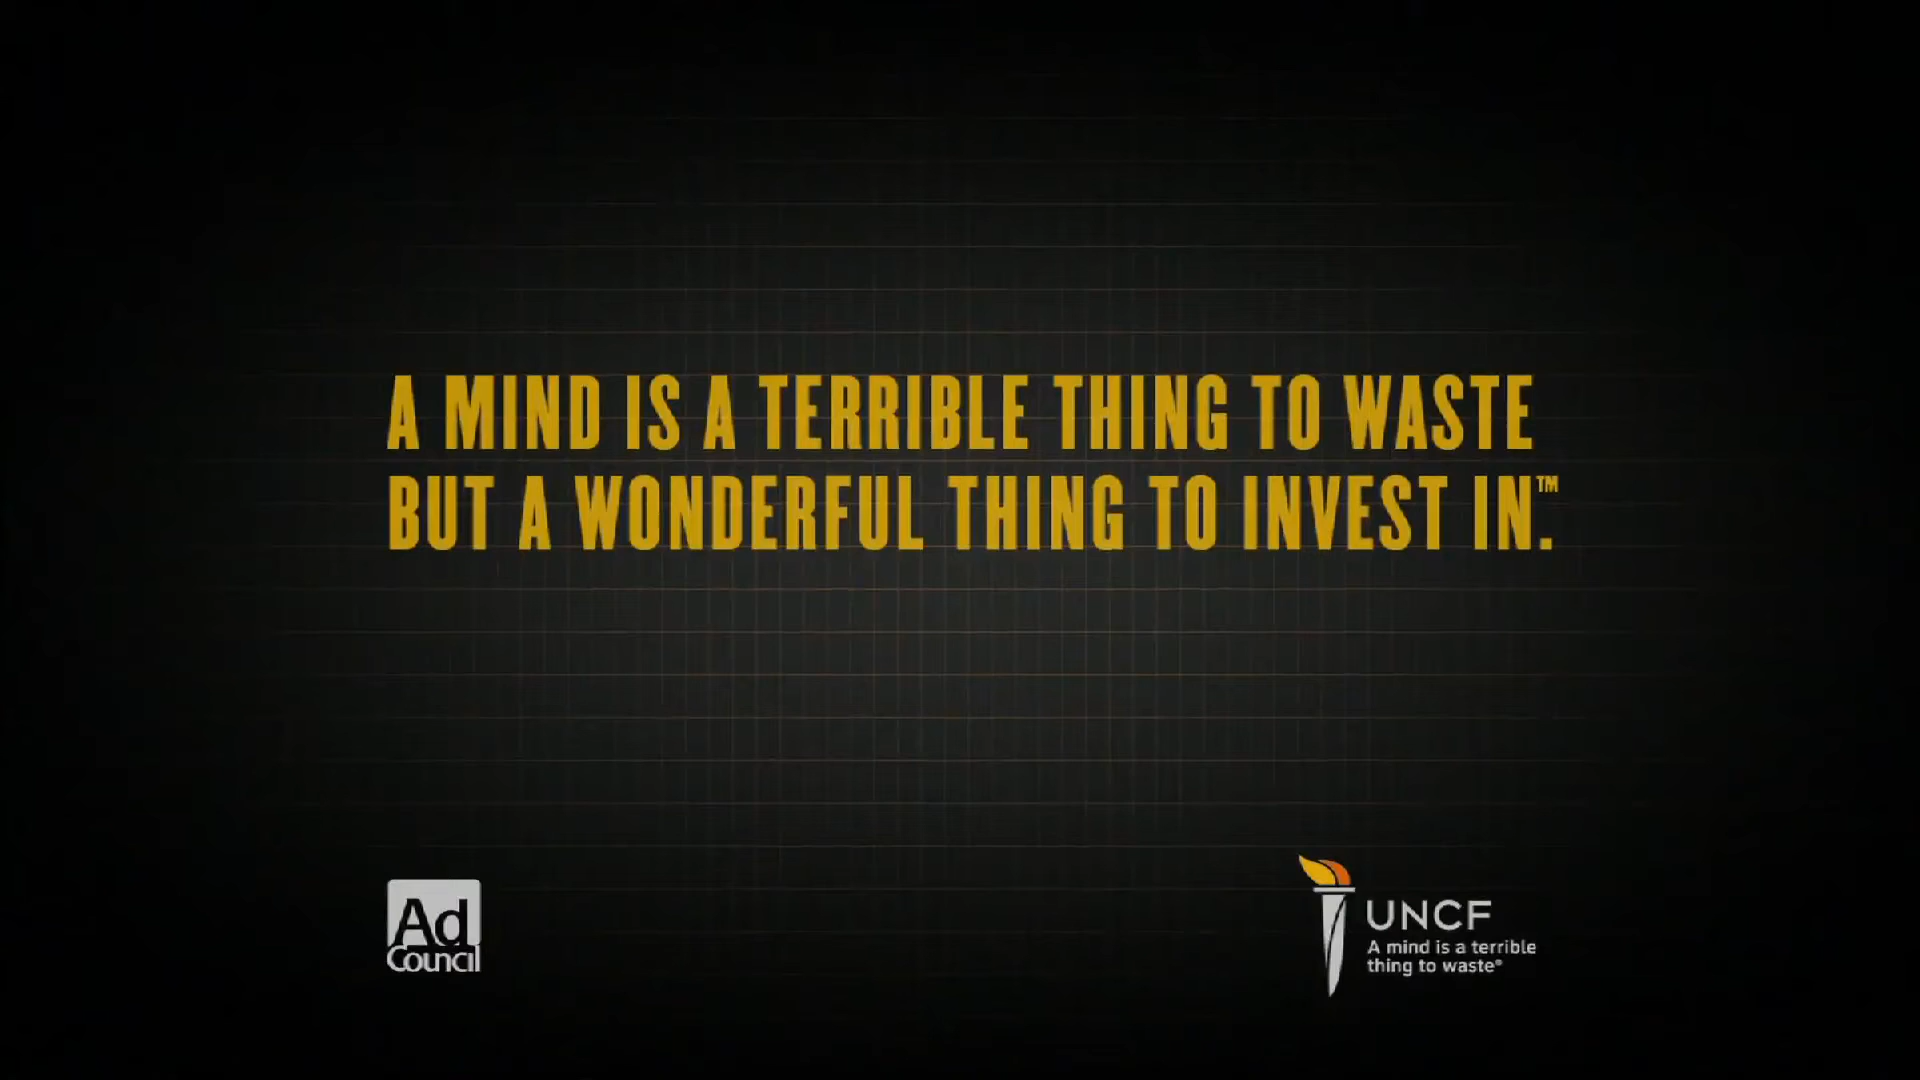 A MIND IS A TERRIBLE THING TO WASTE
BUT A WONDERFUL THING TO INVEST IN.™
Ad
Council
UNCF
A mind is a terrible
thing to waste®